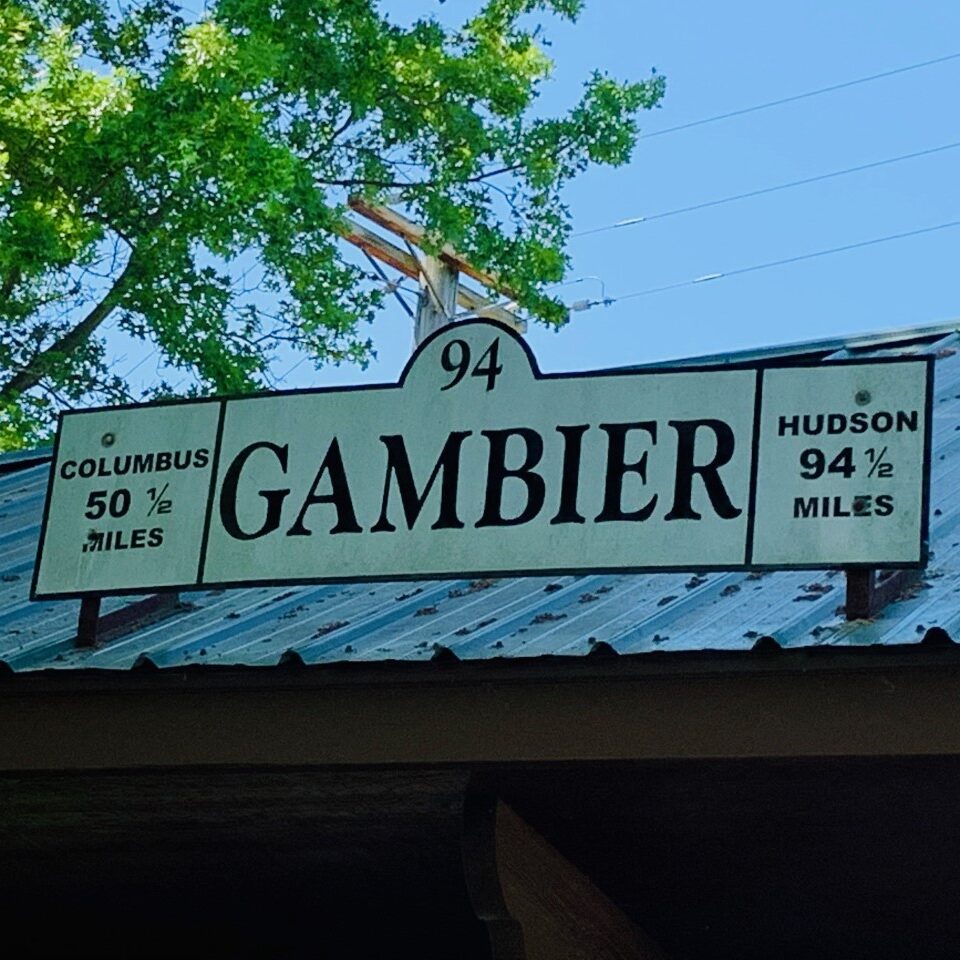 94
COLUMBUS
50 ½
MILES
GAMBIER
HUDSON
94 ½
MILES